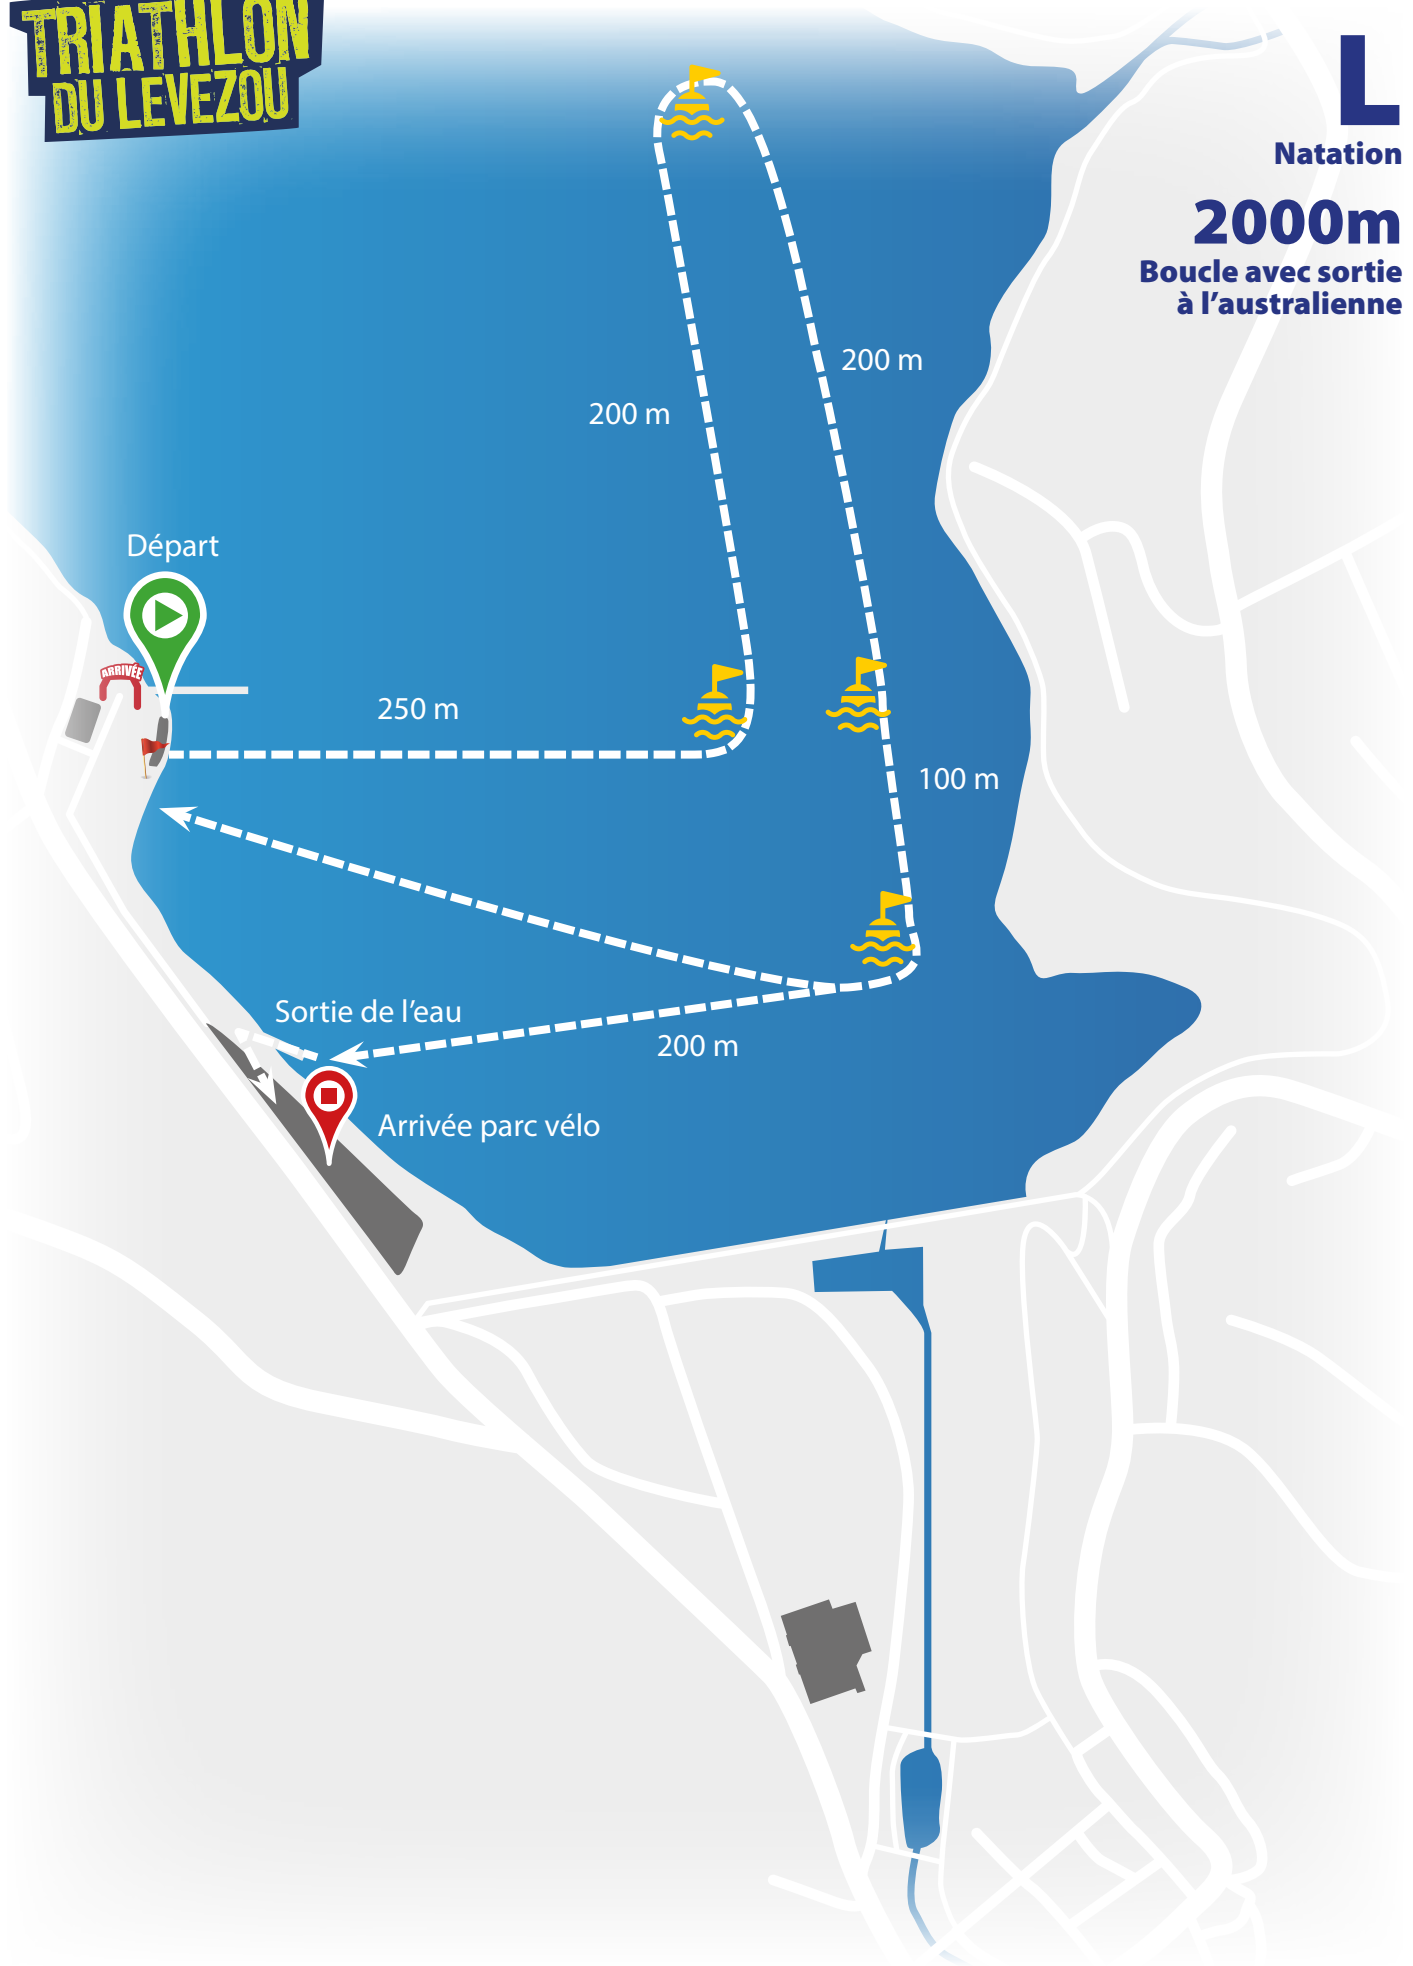 TRIATHLON
DU LEVEZOU
L
Natation
2000m
Boucle avec sortie
à l'australienne
200 m
200 m
Départ
ARRIVÉE
250 m
100 m
Sortie de l'eau
200 m
Arrivée parc vélo